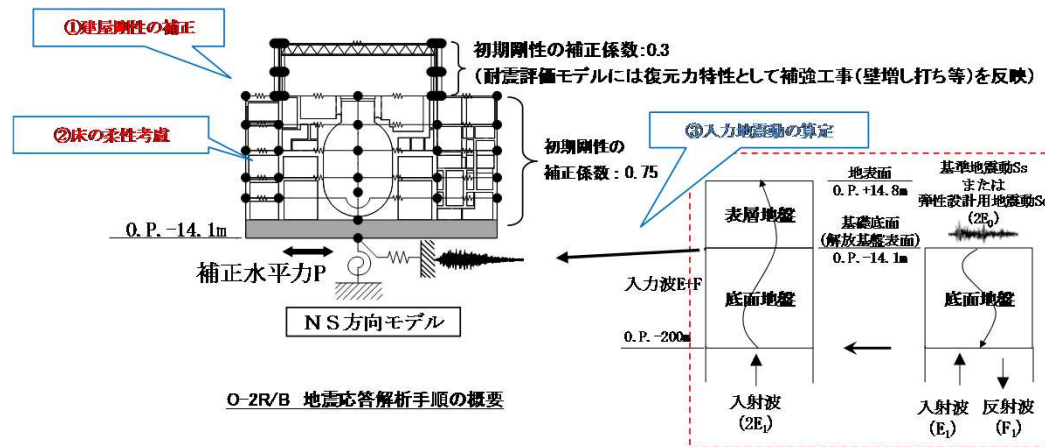 ①建屋剛性の補正
初期剛性の補正係数:0.3
(耐震評価モデルには復元力特性として補強工事(壁増し打ち等)を反映)
②床の柔性考慮
初期剛性の
補正係数:0.75
③入力地震動の算定
O.P.-14.1m
補正水平力P
NS方向モデル
O-2R/B 地震応答解析手順の概要
入力波E+F
地表面
O.P.+14.8m
表層地盤
基礎底面
(解放基盤表面)
O.P.-14.1m
底面地盤
O.P.-200m
入射波
(2E₁)
基準地震動Ss
または
弾性設計用地震動Sd
(2E₀)
底面地盤
入射波
(E₁)
反射波
(F₁)